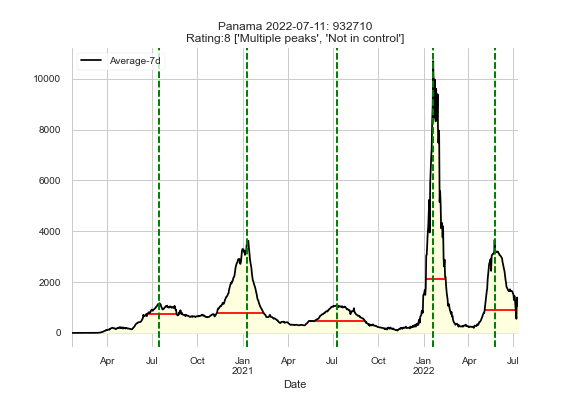 Panama 2022-07-11: 932710
Rating:8 ['Multiple peaks', 'Not in control']
Average-7d
10000
8000
6000
4000
2000
0
Apr Jul Oct Jan Apr Jul Oct Jan Apr Jul
2021 2022
Date